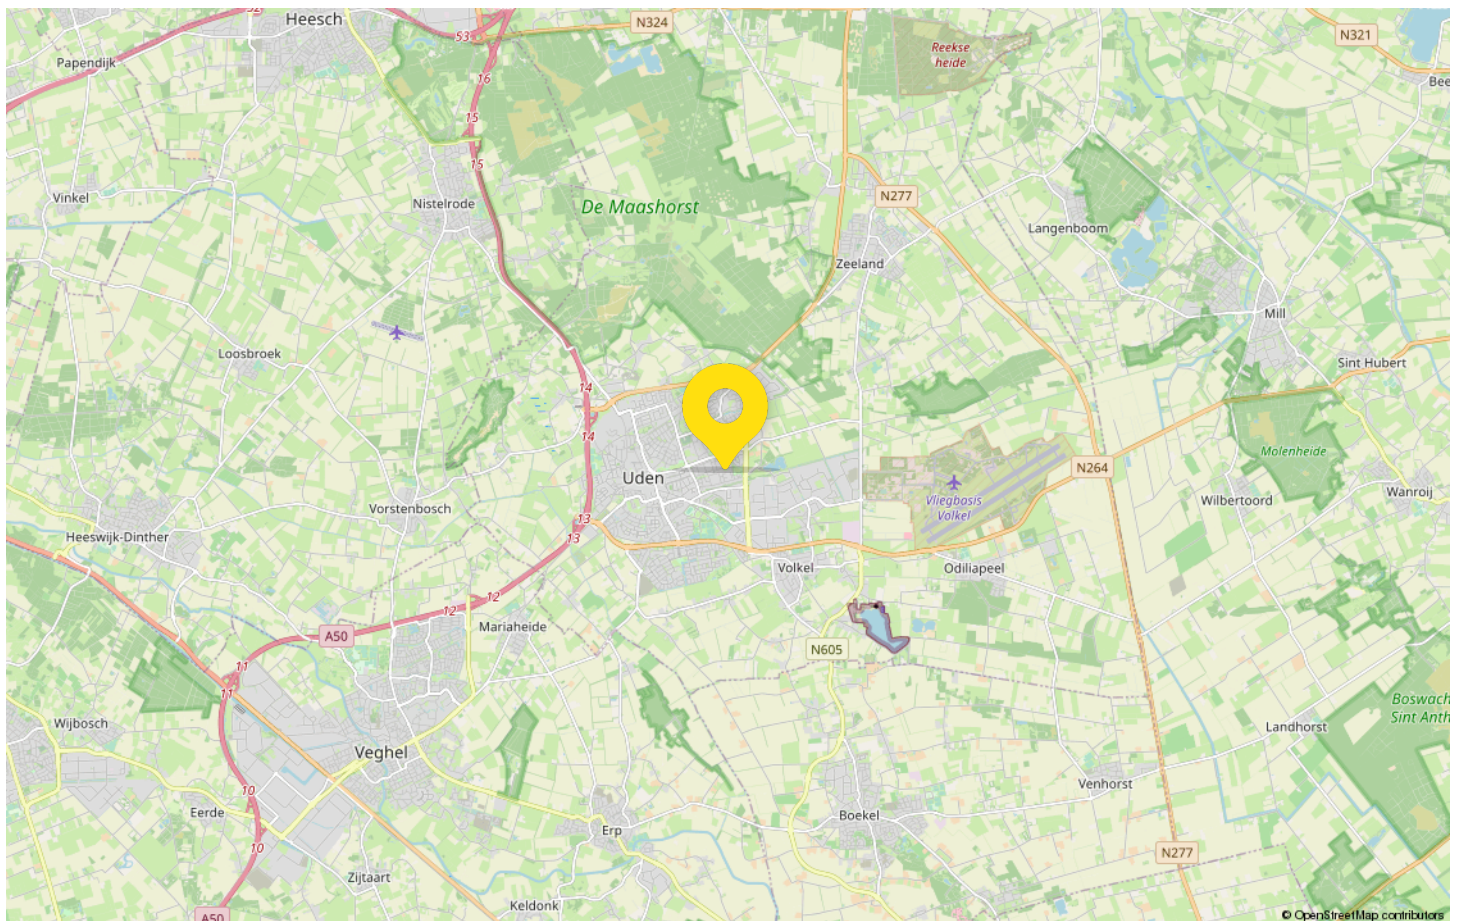 52
Heesch
53
N324
Reekse
heide
N321
Papendijk
16
Bee
15
15
N277
Vinkel
Nistelrode
De Maashorst
Langenboom
Zeeland
Mill
Loosbroek
Sint Hubert
14
14
Molenheide
N264
Uden
Vliegbasis
Volkel
Wilbertoord
Wanroij
Vorstenbosch
13
13
Heeswijk-Dinther
Volkel
Odiliapeel
12
12
Mariaheide
A50
N605
11
11
Boswach
Sint Anth
Wijbosch
Landhorst
Veghel
Venhorst
10
Eerde
Boekel
Erp
10
N277
Zijtaart
Keldonk
A50
© OpenStreetMap contributors